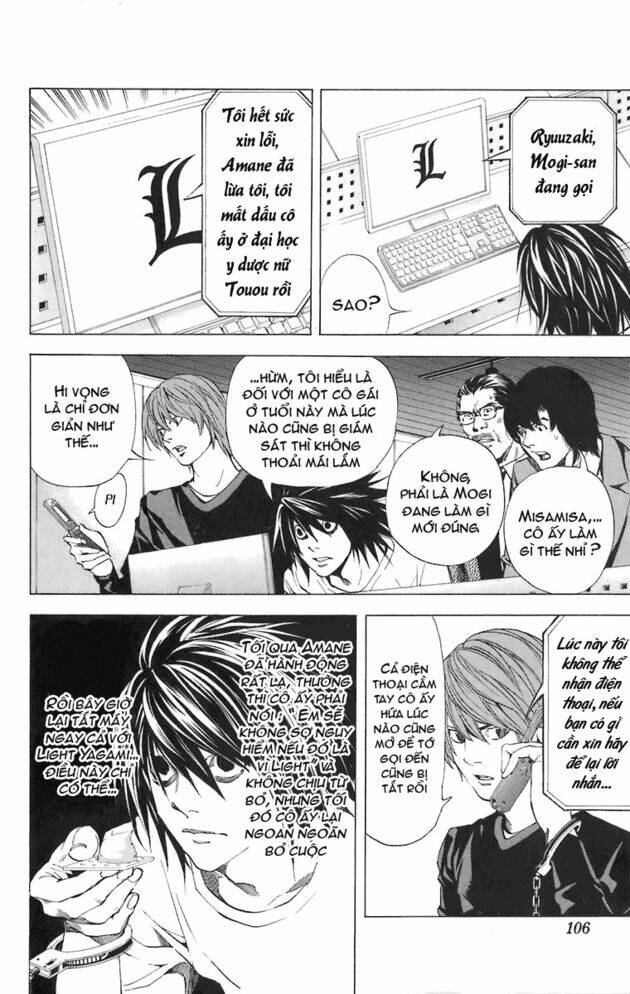 Ryuuzaki,
Mogi-san
đang gọi
L
SAO?
Tôi hết sức
xin lỗi,
Amane đã
lừa tôi, tôi
mất dấu cô
ấy ở đại học
y dược nữ
Touou rồi
L
MISAMISA,...
CÔ ẤY LÀM
GÌ THẾ NHỈ?
KHÔNG,
PHẢI LÀ MOGI
ĐANG LÀM GÌ
MỚI ĐÚNG
...HỪM, TÔI HIỂU LÀ
ĐỐI VỚI MỘT CÔ GÁI
Ở TUỔI NÀY MÀ LÚC
NÀO CŨNG BỊ GIÁM
SÁT THÌ KHÔNG
THOẢI MÁI LẮM
HI VỌNG
LÀ CHỈ ĐƠN
GIẢN NHƯ
THẾ...
PI
Lúc này tôi
không thể
nhận điện
thoại, nếu
bạn có gì
cần xin hãy
để lại lời
nhắn...
CẢ ĐIỆN
THOẠI CẦM
TAY CÔ ẤY
HỨA LÚC
NÀO CŨNG
MỞ ĐỂ TỚ
GỌI ĐẾN
CŨNG BỊ
TẮT RỒI
TỐI QUA AMANE
ĐÃ HÀNH ĐỘNG
RẤT LẠ, THƯỜNG
THÌ CÔ ẤY PHẢI
NÓI, "EM SẼ
KHÔNG SỢ NGUY
HIỂM NẾU ĐÓ LÀ
VÌ LIGHT" VÀ
KHÔNG CHỊU TỪ
BỎ, NHƯNG TỐI
ĐÓ CÔ ẤY LẠI
NGOAN NGOÃN
BỎ CUỘC
RỒI BÂY GIỜ
LẠI TẮT MÁY
NGAY CẢ VỚI
LIGHT YAGAMI...
ĐIỀU NÀY CHỈ
CÓ THỂ...
106